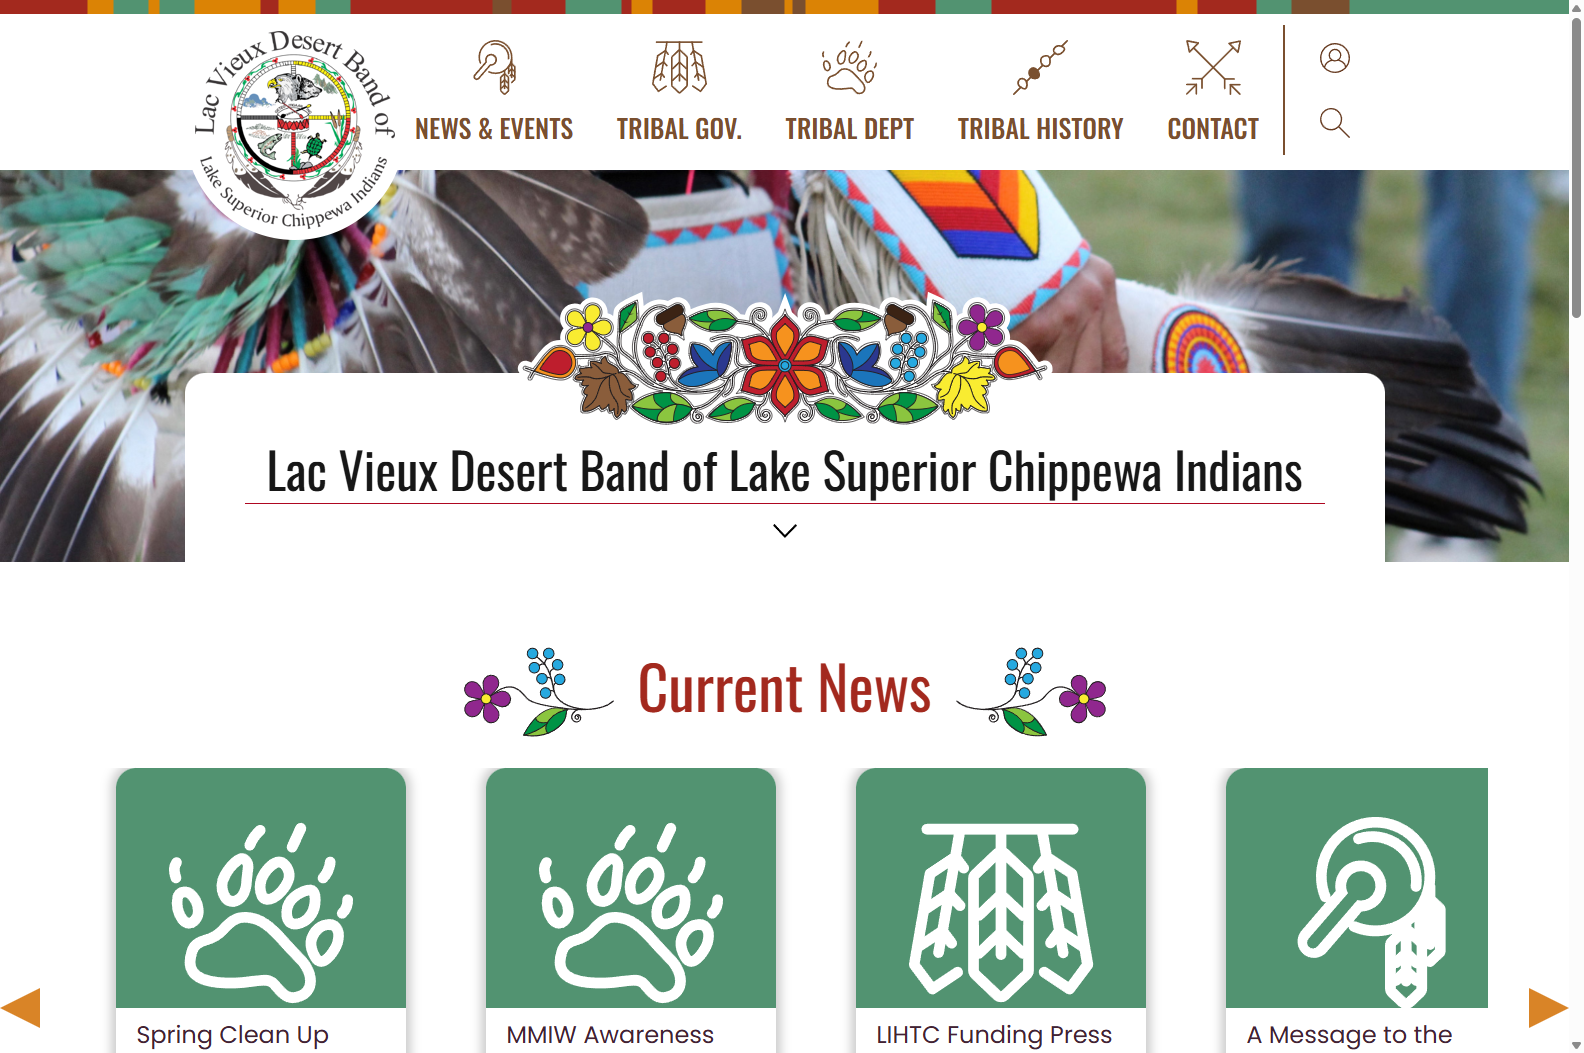 Lac Vieux Desert Band of
Lake Superior Chippewa Indians
NEWS & EVENTS
TRIBAL GOV.
TRIBAL DEPT
TRIBAL HISTORY
CONTACT
Lac Vieux Desert Band of Lake Superior Chippewa Indians
Current News
Spring Clean Up
MMIW Awareness
LIHTC Funding Press
A Message to the